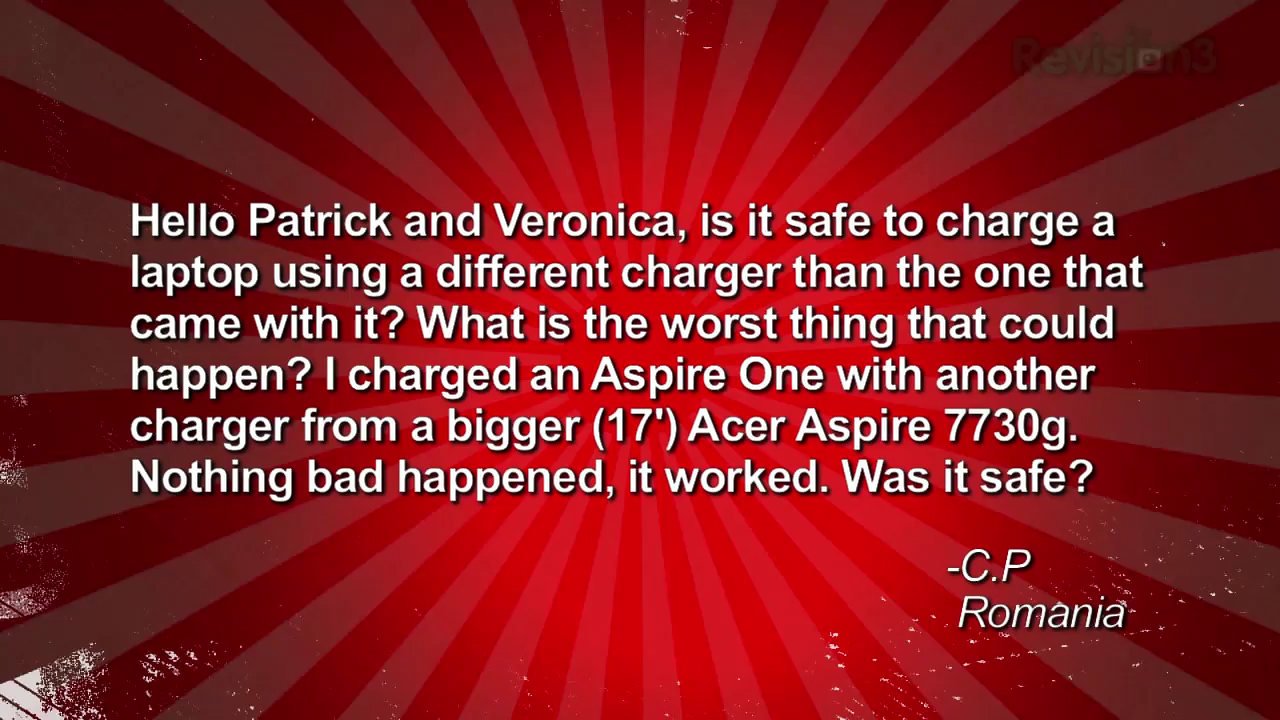 Revision3
Hello Patrick and Veronica, is it safe to charge a
laptop using a different charger than the one that
came with it? What is the worst thing that could
happen? I charged an Aspire One with another
charger from a bigger (17') Acer Aspire 7730g.
Nothing bad happened, it worked. Was it safe?
-C.P
Romania